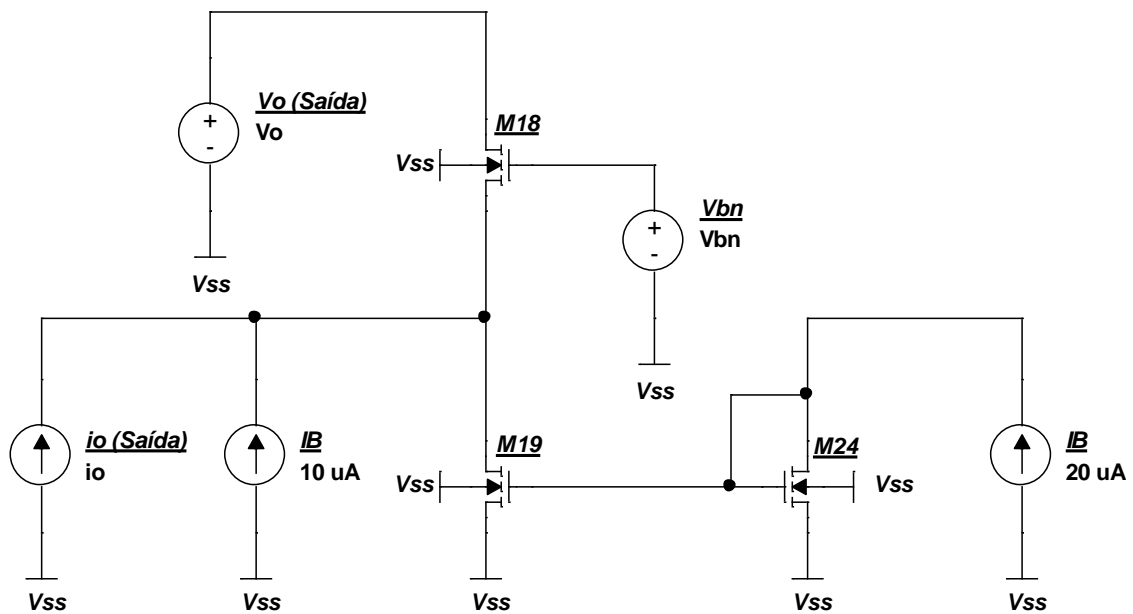 Vo (Saída)
Vo
M18
Vss
Vbn
Vbn
Vss
Vss
io (Saída)
io
IB
10 uA
M19
Vss
M24
Vss
IB
20 uA
Vss
Vss
Vss
Vss
Vss